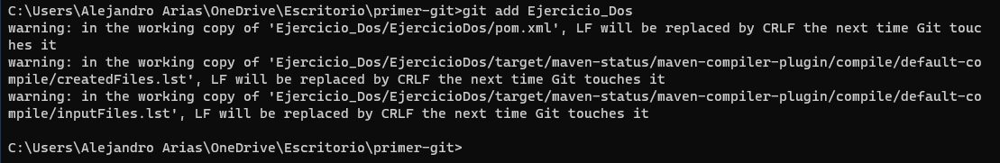 C:\Users\Alejandro Arias\OneDrive\Escritorio\primer-git>git add Ejercicio_Dos
warning: in the working copy of 'Ejercicio_Dos/EjercicioDos/pom.xml', LF will be replaced by CRLF the next time Git touc
hes it
warning: in the working copy of 'Ejercicio_Dos/EjercicioDos/target/maven-status/maven-compiler-plugin/compile/default-co
mpile/createdFiles.lst', LF will be replaced by CRLF the next time Git touches it
warning: in the working copy of 'Ejercicio_Dos/EjercicioDos/target/maven-status/maven-compiler-plugin/compile/default-co
mpile/inputFiles.lst', LF will be replaced by CRLF the next time Git touches it
C:\Users\Alejandro Arias\OneDrive\Escritorio\primer-git>